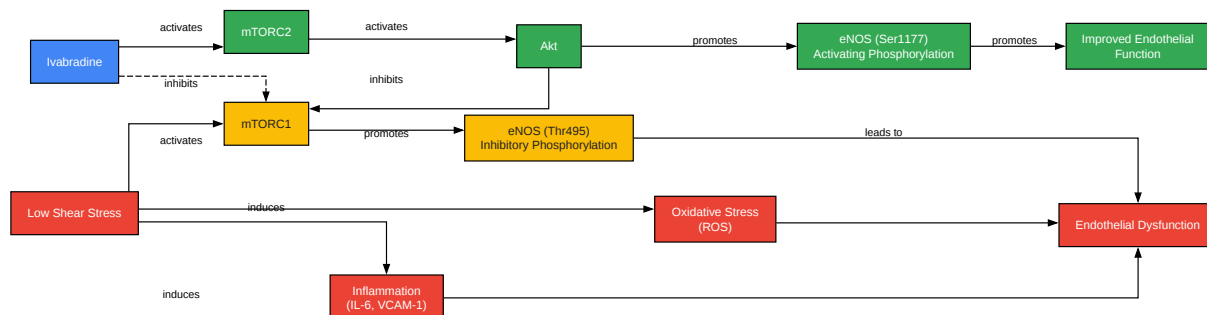 activates
mTORC2
activates
Akt
promotes
eNOS (Ser1177)
Activating Phosphorylation
promotes
Improved Endothelial
Function
Ivabradine
inhibits
inhibits
mTORC1
activates
promotes
eNOS (Thr495)
Inhibitory Phosphorylation
leads to
Low Shear Stress
induces
Oxidative Stress
(ROS)
Endothelial Dysfunction
induces
Inflammation
(IL-6, VCAM-1)